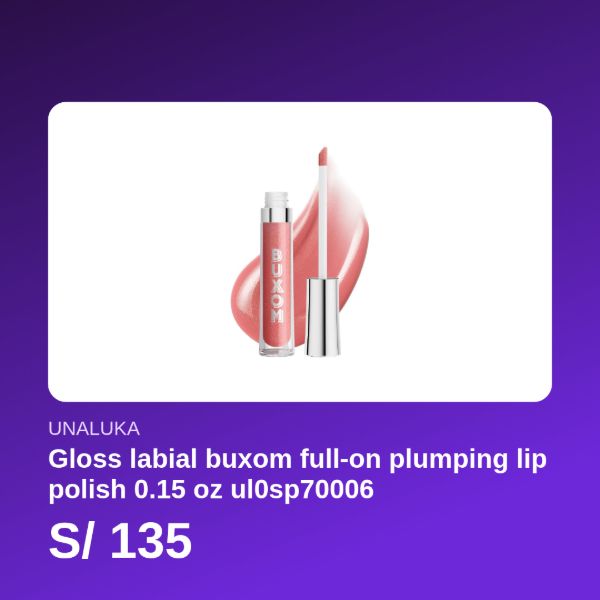 BUXOM
UNALUKA
Gloss labial buxom full-on plumping lip
polish 0.15 oz ul0sp70006
S/ 135